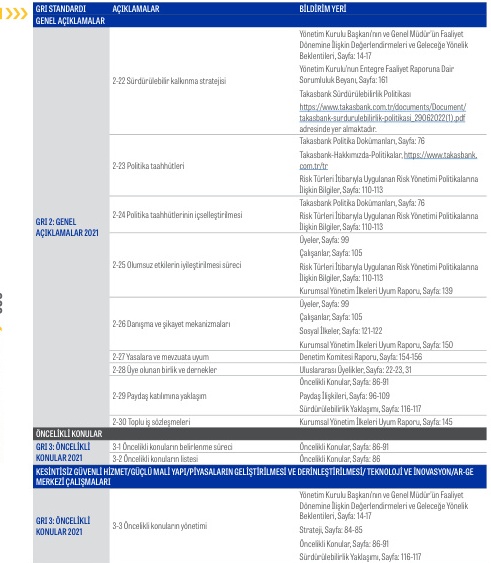 GRI STANDARDI AÇIKLAMALAR BİLDİRİM YERİ
GENEL AÇIKLAMALAR
GRI 2: GENEL
AÇIKLAMALAR 2021
2-22 Sürdürülebilir kalkınma stratejisi
Yönetim Kurulu Başkanı'nın ve Genel Müdür'ün Faaliyet
Dönemine İlişkin Değerlendirmeleri ve Geleceğe Yönelik
Beklentileri, Sayfa: 14-17
Yönetim Kurulu'nun Entegre Faaliyet Raporuna Dair
Sorumluluk Beyanı, Sayfa: 161
Takasbank Sürdürülebilirlik Politikası
https://www.takasbank.com.tr/documents/Document/
takasbank-surdurulebilirlik-politikasi_29062022(1).pdf
adresinde yer almaktadır.
2-23 Politika taahhütleri
Takasbank Politika Dokümanları, Sayfa: 76
Takasbank-Hakkımızda-Politikalar, https://www.takasbank.
com.tr/tr
Risk Türleri İtibarıyla Uygulanan Risk Yönetimi Politikalarına
İlişkin Bilgiler, Sayfa: 110-113
2-24 Politika taahhütlerinin içselleştirilmesi
Takasbank Politika Dokümanları, Sayfa: 76
Risk Türleri İtibarıyla Uygulanan Risk Yönetimi Politikalarına
İlişkin Bilgiler, Sayfa: 110-113
2-25 Olumsuz etkilerin iyileştirilmesi süreci
Üyeler, Sayfa: 99
Çalışanlar, Sayfa: 105
Risk Türleri İtibarıyla Uygulanan Risk Yönetimi Politikalarına
İlişkin Bilgiler, Sayfa: 110-113
Kurumsal Yönetim İlkeleri Uyum Raporu, Sayfa: 139
2-26 Danışma ve şikayet mekanizmaları
Üyeler, Sayfa: 99
Çalışanlar, Sayfa: 105
Sosyal İlkeler, Sayfa: 121-122
Kurumsal Yönetim İlkeleri Uyum Raporu, Sayfa: 150
2-27 Yasalara ve mevzuata uyum Denetim Komitesi Raporu, Sayfa: 154-156
2-28 Üye olunan birlik ve dernekler Uluslararası Üyelikler, Sayfa: 22-23, 31
2-29 Paydaş katılımına yaklaşım
Öncelikli Konular, Sayfa: 86-91
Paydaş İlişkileri, Sayfa: 96-109
Sürdürülebilirlik Yaklaşımı, Sayfa: 116-117
2-30 Toplu iş sözleşmeleri Kurumsal Yönetim İlkeleri Uyum Raporu, Sayfa: 145
ÖNCELİKLİ KONULAR
GRI 3: ÖNCELİKLİ
KONULAR 2021
3-1 Öncelikli konuların belirlenme süreci Öncelikli Konular, Sayfa: 86-91
3-2 Öncelikli konuların listesi Öncelikli Konular, Sayfa: 86
KESİNTİSİZ GÜVENLİ HİZMET/GÜÇLÜ MALİ YAPI/PİYASALARIN GELİŞTİRİLMESİ VE DERİNLEŞTİRİLMESİ/ TEKNOLOJİ VE İNOVASYON/AR-GE
MERKEZİ ÇALIŞMALARI
GRI 3: ÖNCELİKLİ
KONULAR 2021
3-3 Öncelikli konuların yönetimi
Yönetim Kurulu Başkanı'nın ve Genel Müdür'ün Faaliyet
Dönemine İlişkin Değerlendirmeleri ve Geleceğe Yönelik
Beklentileri, Sayfa: 14-17
Strateji, Sayfa: 84-85
Öncelikli Konular, Sayfa: 86-91
Sürdürülebilirlik Yaklaşımı, Sayfa: 116-117